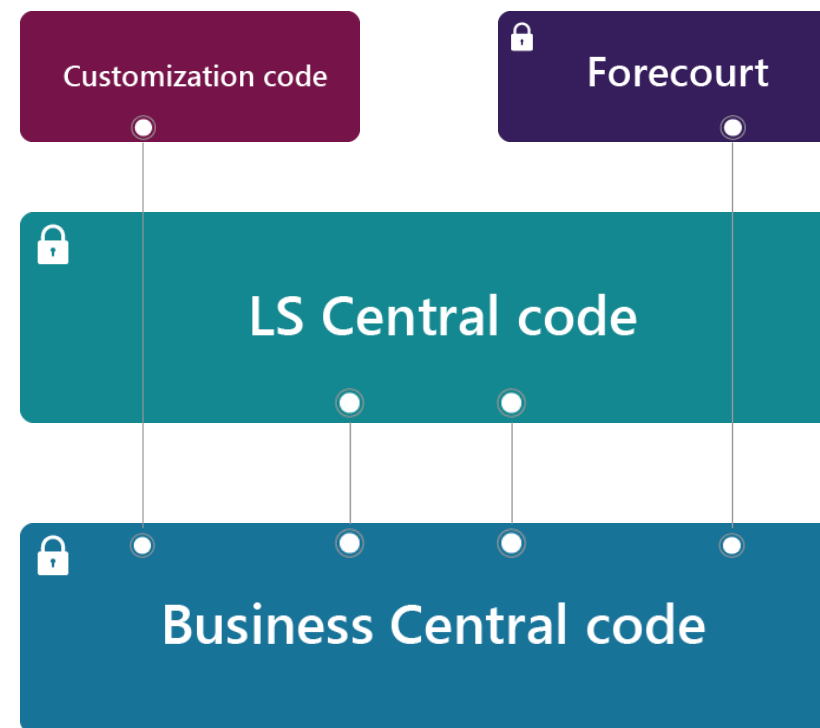 Customization code
Forecourt
LS Central code
Business Central code